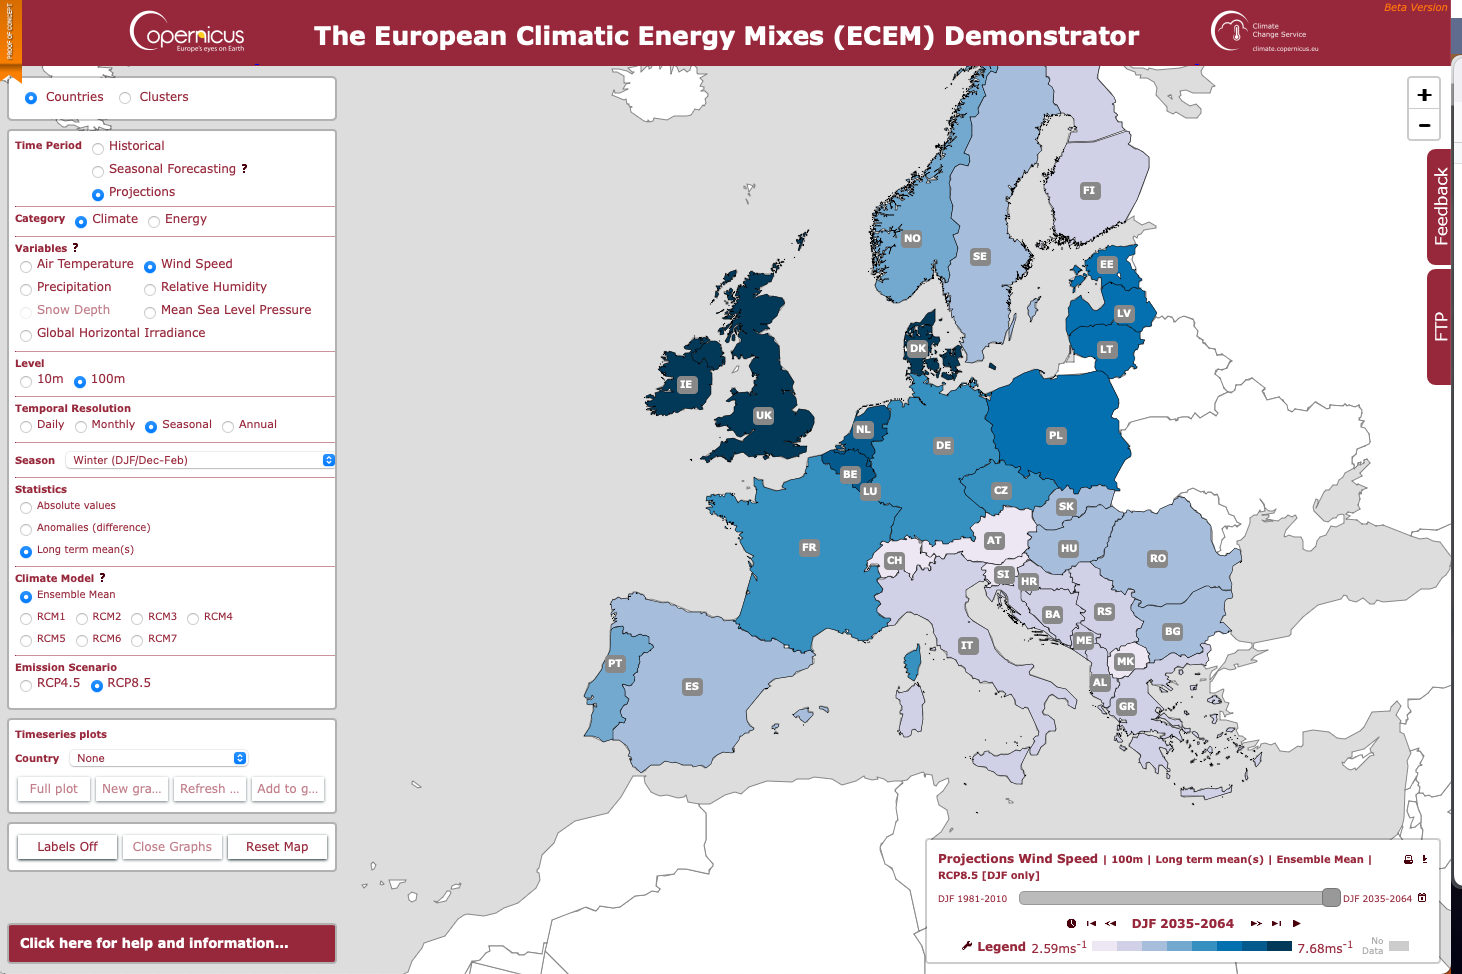 PROOF OF CONCEPT
Copernicus
Europe's eyes on Earth
The European Climatic Energy Mixes (ECEM) Demonstrator
Climate
Change Service
climate.copernicus.eu
Beta Version
Countries
Clusters
Time Period
Historical
Seasonal Forecasting ?
Projections
Category
Climate
Energy
Variables ?
Air Temperature
Wind Speed
Precipitation
Relative Humidity
Snow Depth
Mean Sea Level Pressure
Global Horizontal Irradiance
Level
10m
100m
Temporal Resolution
Daily
Monthly
Seasonal
Annual
Season
Winter (DJF/Dec-Feb)
Statistics
Absolute values
Anomalies (difference)
Long term mean(s)
Climate Model ?
Ensemble Mean
RCM1
RCM2
RCM3
RCM4
RCM5
RCM6
RCM7
Emission Scenario
RCP4.5
RCP8.5
Timeseries plots
Country
None
Full plot
New gra...
Refresh ...
Add to g...
Labels Off
Close Graphs
Reset Map
Click here for help and information...
+
−
Feedback
FTP
FI
NO
SE
EE
LV
LT
DK
IE
UK
NL
DE
PL
BE
LU
CZ
SK
FR
CH
AT
HU
RO
SI
HR
BA
RS
BG
ME
IT
MK
AL
GR
PT
ES
Projections Wind Speed | 100m | Long term mean(s) | Ensemble Mean |
RCP8.5 [DJF only]
DJF 1981-2010
DJF 2035-2064
DJF 2035-2064
Legend
2.59ms-1
7.68ms-1
No
Data